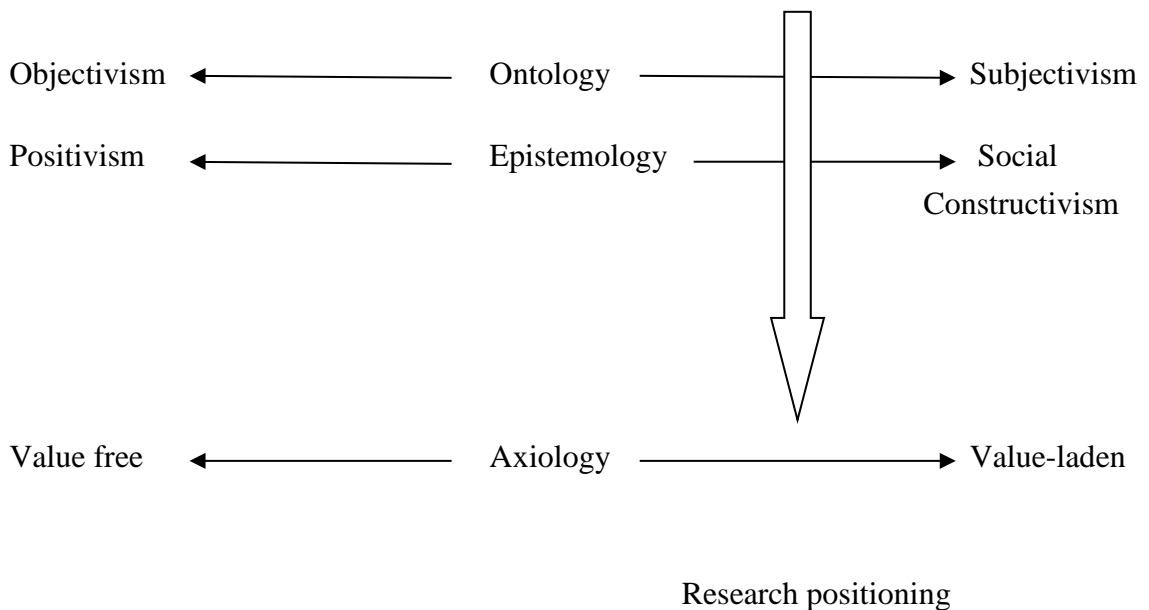 Objectivism Ontology Subjectivism
Positivism Epistemology Social
Constructivism
Value free Axiology Value-laden
Research positioning